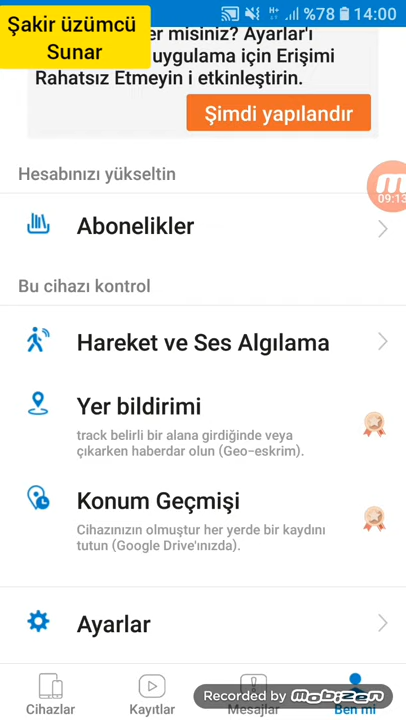 %78 14:00
Şakir üzümcü
Sunar
er misiniz? Ayarlar'ı
uygulama için Erişimi
Rahatsız Etmeyin i etkinleştirin.
Şimdi yapılandır
Hesabınızı yükseltin
09:13
Abonelikler
Bu cihazı kontrol
Hareket ve Ses Algılama
Yer bildirimi
track belirli bir alana girdiğinde veya
çıkarken haberdar olun (Geo-eskrim).
Konum Geçmişi
Cihazınızın olmuştur her yerde bir kaydını
tutun (Google Drive'ınızda).
Ayarlar
Recorded by mobizen
Cihazlar Kayıtlar Mesajlar Ben mi